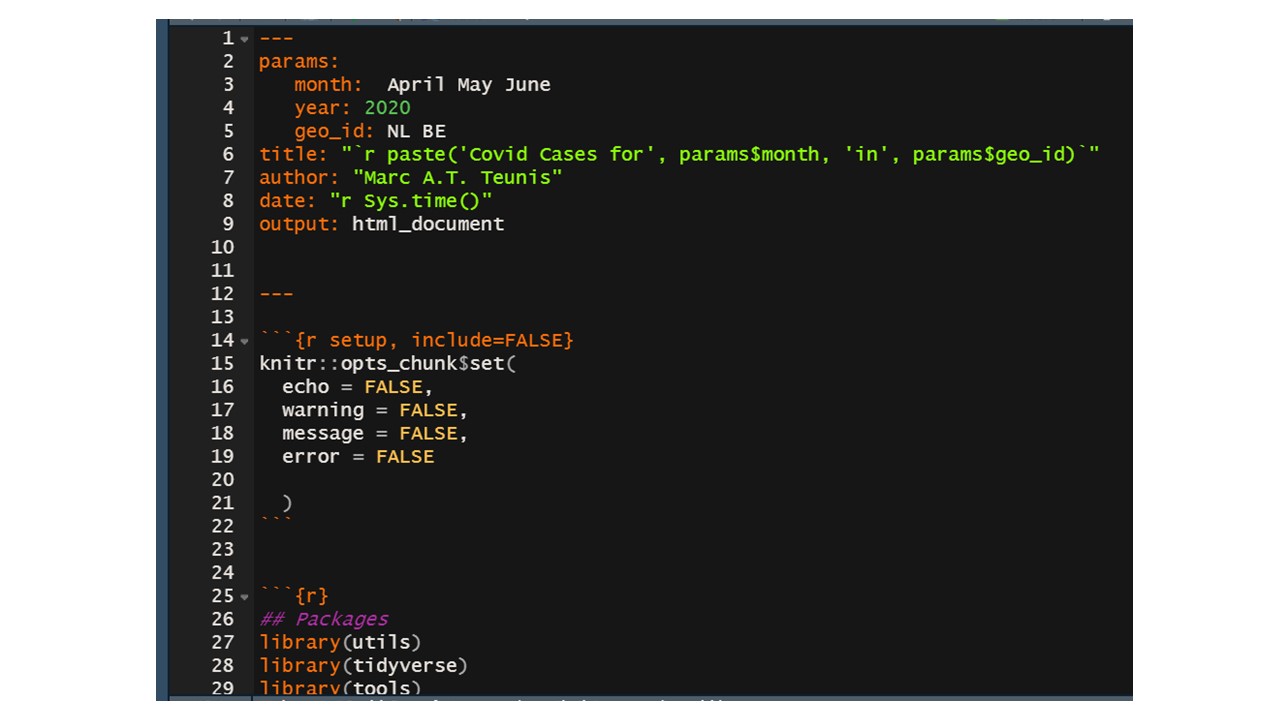 1 ---
2 params:
3    month:  April May June
4    year: 2020
5    geo_id: NL BE
6 title: "`r paste('Covid Cases for', params$month, 'in', params$geo_id)`"
7 author: "Marc A.T. Teunis"
8 date: "r Sys.time()"
9 output: html_document
10
11
12 ---
13
14 ```{r setup, include=FALSE}
15 knitr::opts_chunk$set(
16   echo = FALSE,
17   warning = FALSE,
18   message = FALSE,
19   error = FALSE
20
21   )
22 ```
23
24
25 ```{r}
26 ## Packages
27 library(utils)
28 library(tidyverse)
29 library(tools)